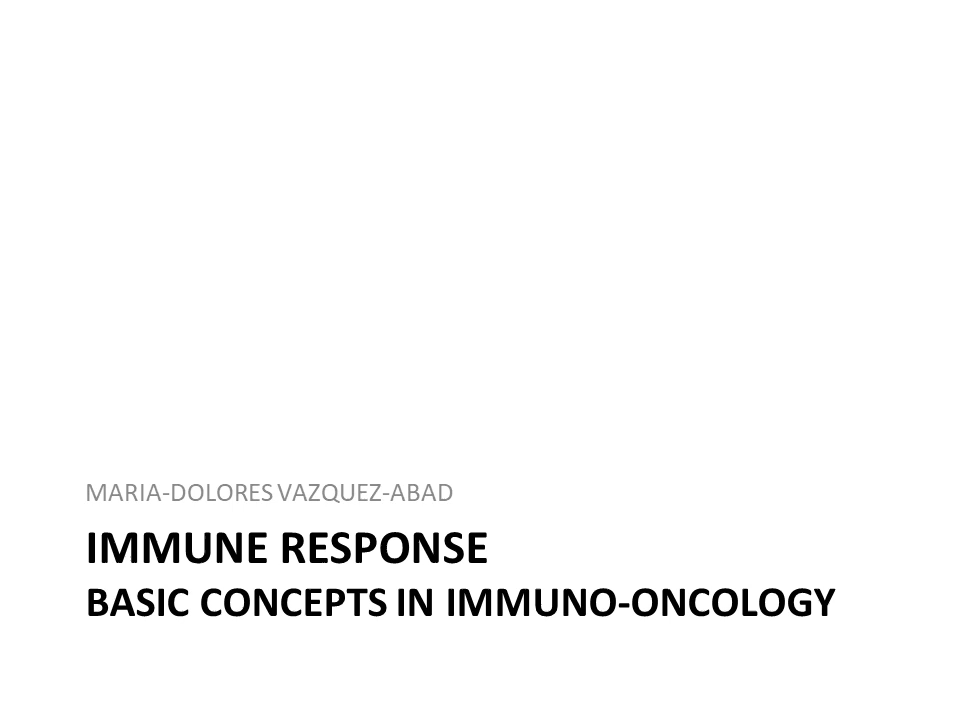 MARIA-DOLORES VAZQUEZ-ABAD
IMMUNE RESPONSE
BASIC CONCEPTS IN IMMUNO-ONCOLOGY